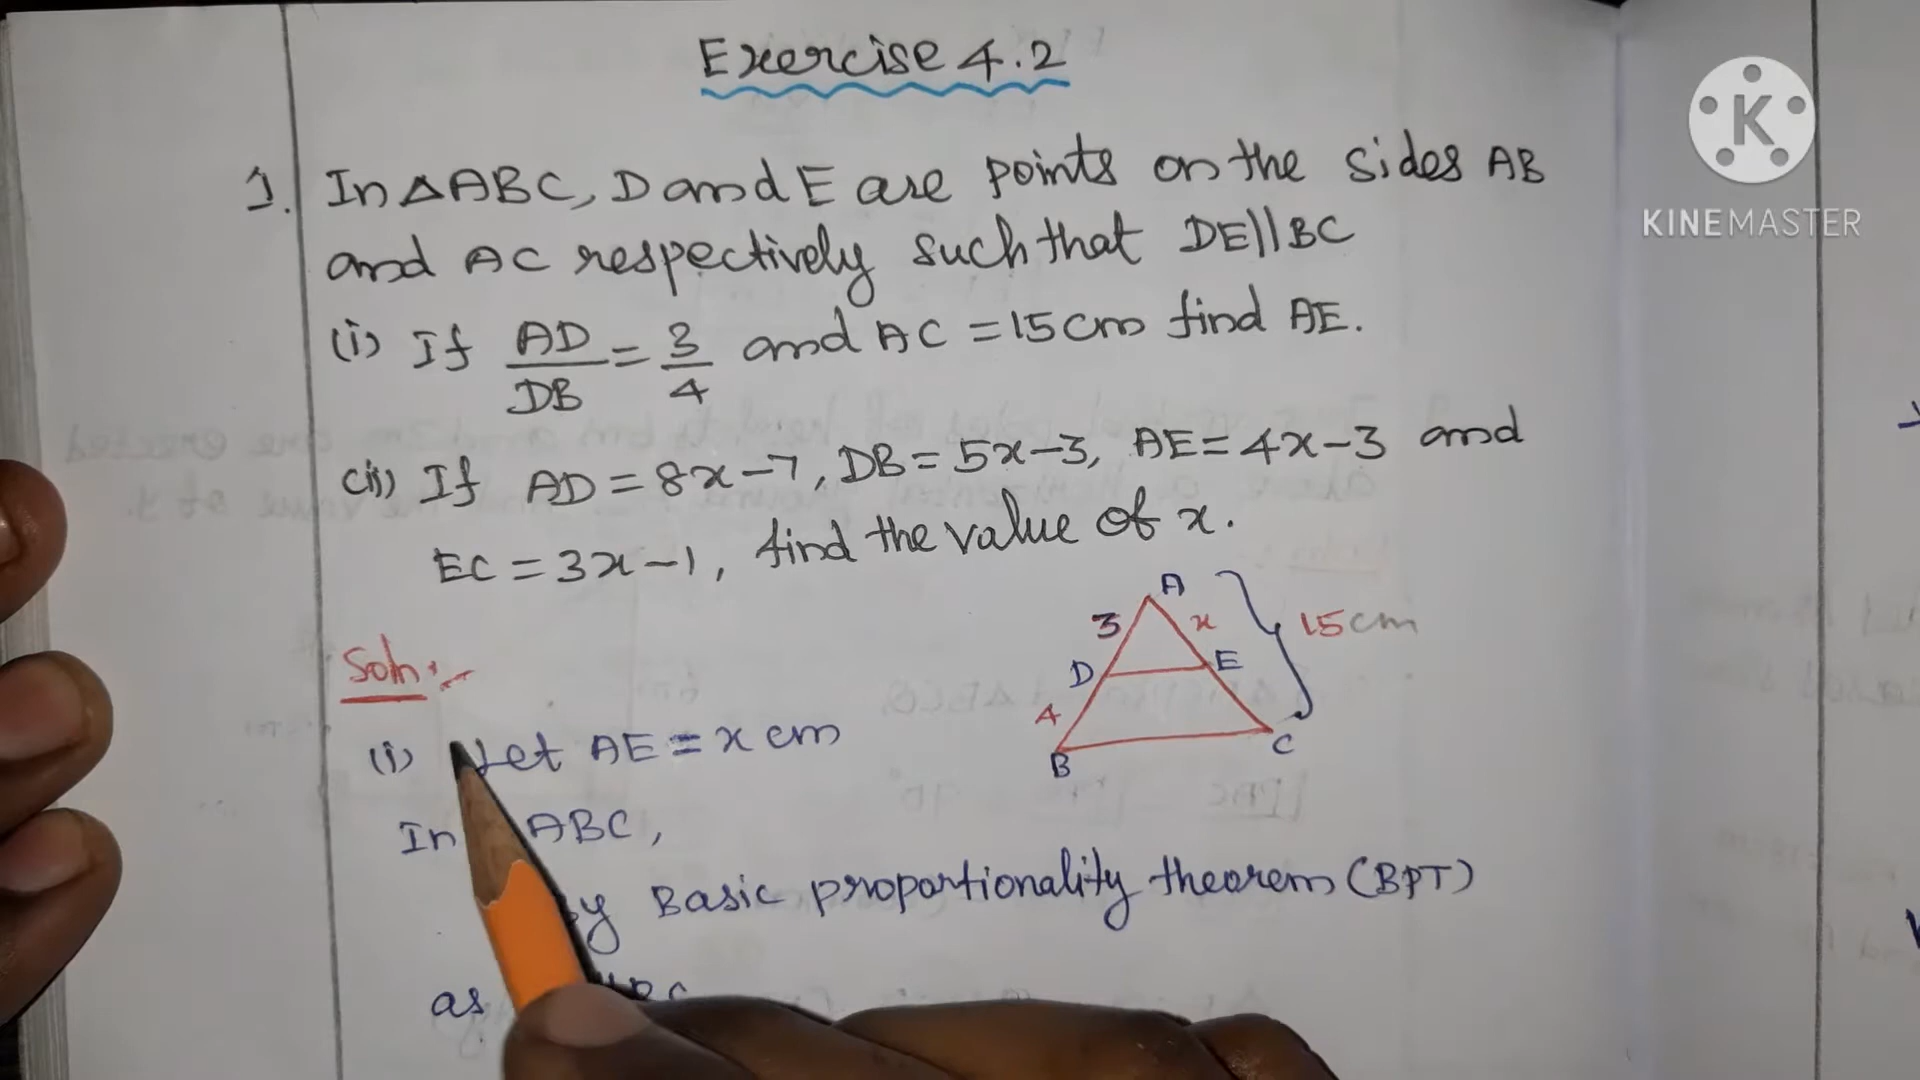 Exercise 4.2
1. In △ABC, D and E are points on the sides AB
and AC respectively such that DE||BC
(i) If AD/DB = 3/4 and AC = 15cm find AE.
(ii) If AD = 8x-7, DB = 5x-3, AE = 4x-3 and
EC = 3x-1, find the value of x.
Soln:-
(i) Let AE = x cm
In ABC,
By Basic proportionality theorem (BPT)
as
A
3 x 15cm
D E
4
B C
K
KINEMASTER